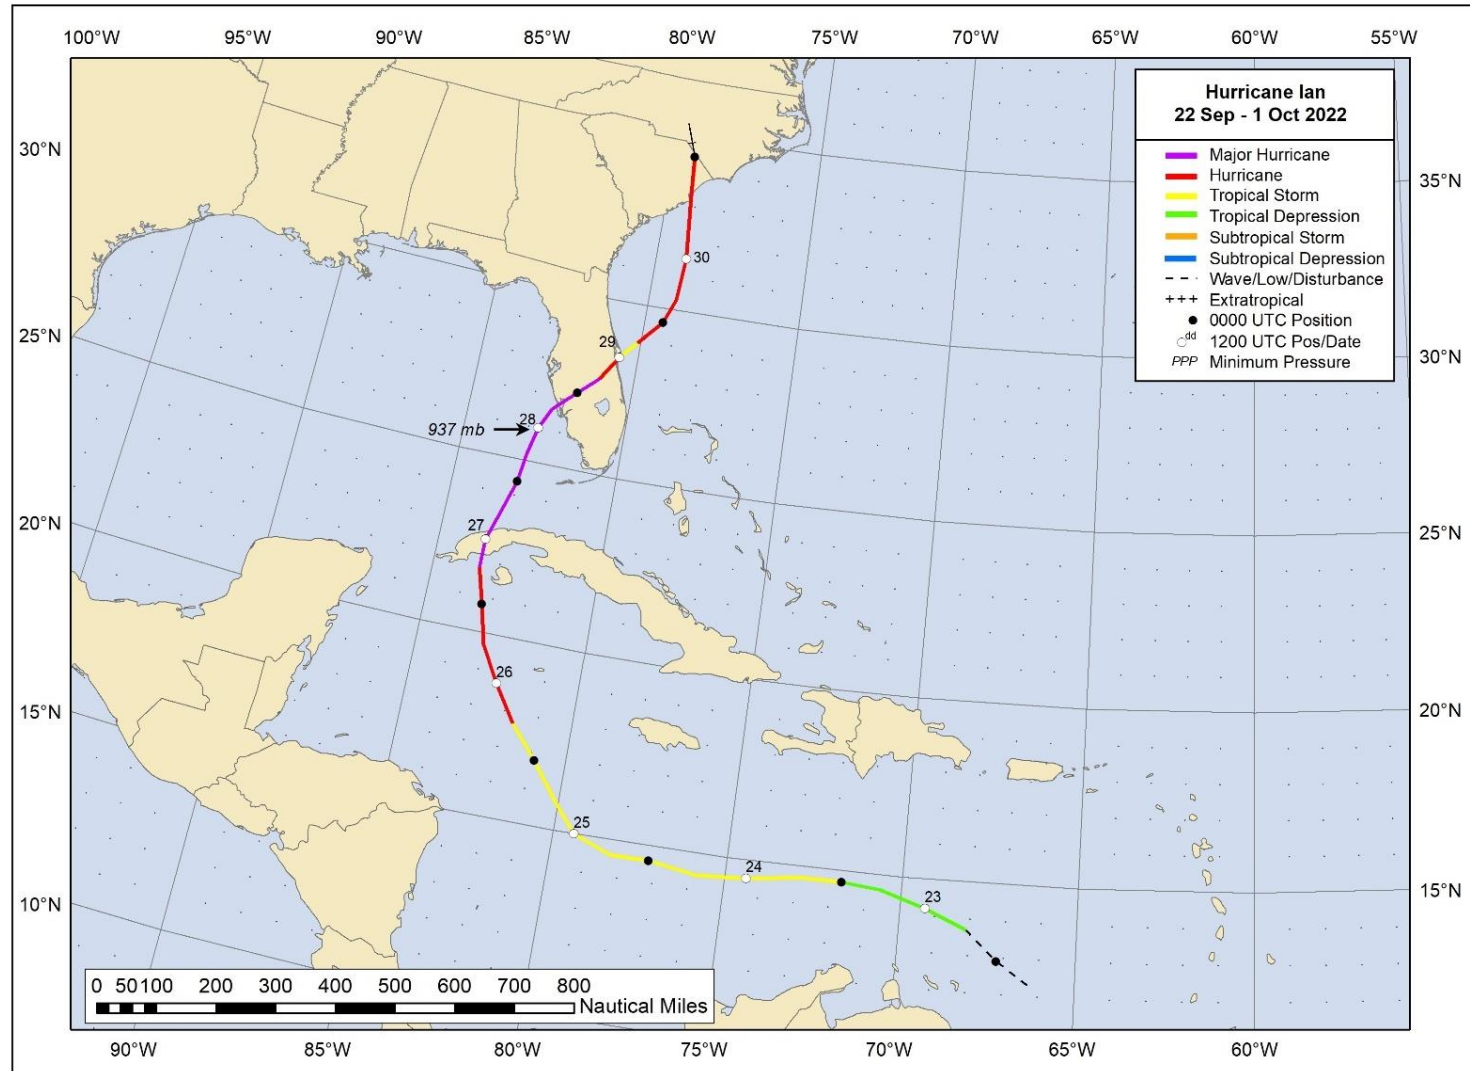 100°W 95°W 90°W 85°W 80°W 75°W 70°W 65°W 60°W 55°W
Hurricane Ian
22 Sep - 1 Oct 2022
Major Hurricane
Hurricane
Tropical Storm
Tropical Depression
Subtropical Storm
Subtropical Depression
Wave/Low/Disturbance
+++ Extratropical
0000 UTC Position
dd 1200 UTC Pos/Date
PPP Minimum Pressure
30°N
35°N
30
25°N
29
30°N
28
937 mb
20°N
27
25°N
26
15°N
20°N
25
24
10°N
23
15°N
0 50 100 200 300 400 500 600 700 800
Nautical Miles
90°W 85°W 80°W 75°W 70°W 65°W 60°W